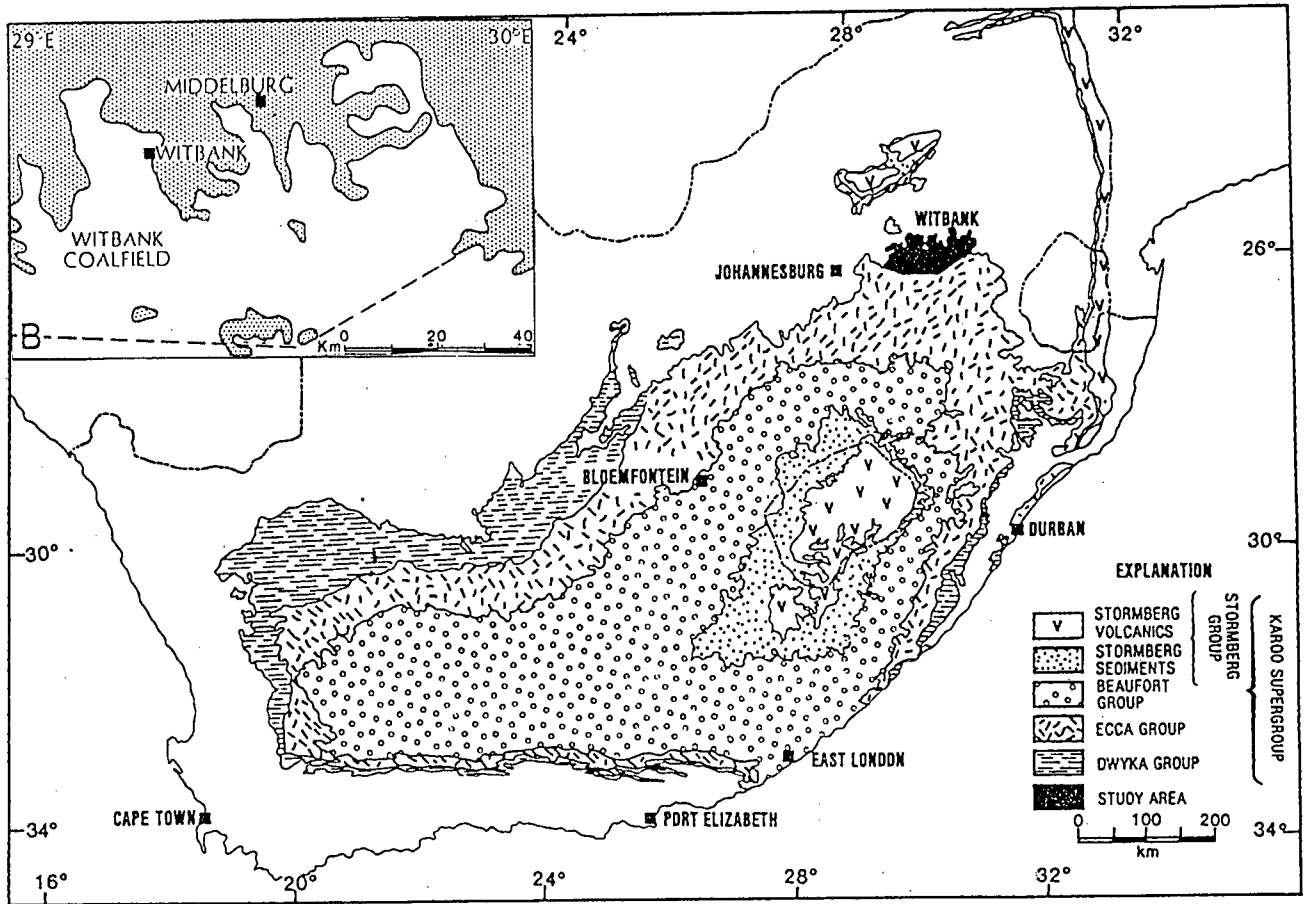 24°
28°
32°
29°E
30°E
MIDDELBURG
WITBANK
WITBANK
COALFIELD
B
Km 0 20 40
WITBANK
JOHANNESBURG
26°
BLOEMFONTEIN
DURBAN
30°
30°
EAST LONDON
CAPE TOWN
PORT ELIZABETH
34°
34°
16°
20°
24°
28°
32°
EXPLANATION
STORMBERG
VOLCANICS
STORMBERG
SEDIMENTS
BEAUFORT
GROUP
ECCA GROUP
DWYKA GROUP
STUDY AREA
STORMBERG
GROUP
KAROO SUPERGROUP
0 100 200
km